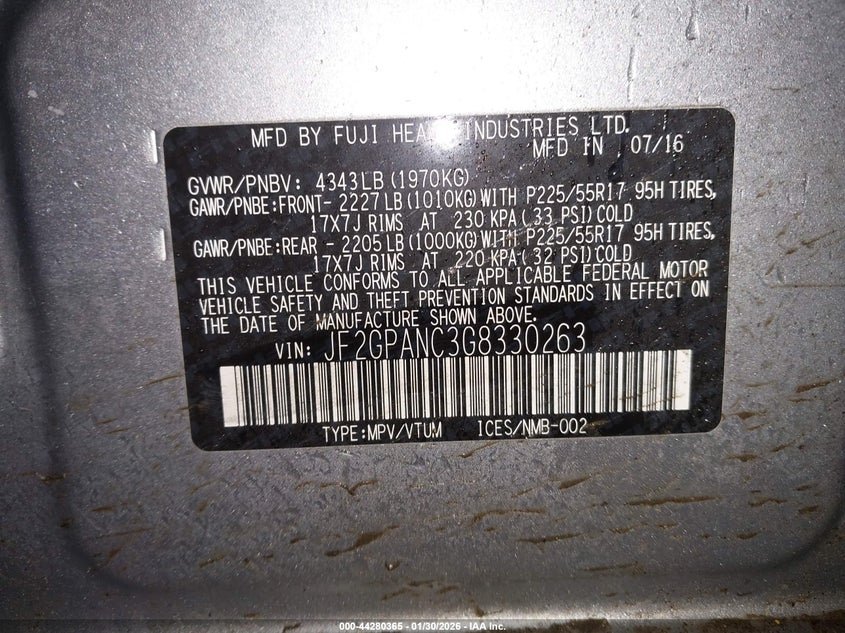 MFD BY FUJI HEAVY INDUSTRIES LTD.
MFD IN 07/16
GVWR/PNBV: 4343LB(1970KG)
GAWR/PNBE:FRONT- 2227LB(1010KG)WITH P225/55R17 95H TIRES,
17X7J RIMS AT 230 KPA(33 PSI)COLD
GAWR/PNBE:REAR - 2205LB(1000KG)WITH P225/55R17 95H TIRES,
17X7J RIMS AT 220 KPA(32 PSI)COLD
THIS VEHICLE CONFORMS TO ALL APPLICABLE FEDERAL MOTOR
VEHICLE SAFETY AND THEFT PREVENTION STANDARDS IN EFFECT ON
THE DATE OF MANUFACTURE SHOWN ABOVE.
VIN: JF2GPANC3G8330263
TYPE:MPV/VTUM 1CES/NMB-002
000-44280365 - 01/30/2026 - IAA Inc.